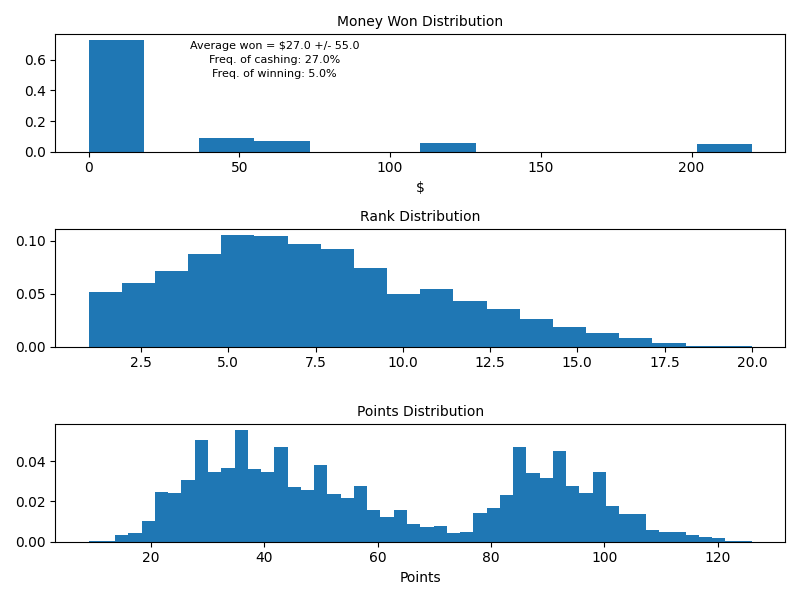 Money Won Distribution
Average won = $27.0 +/- 55.0
Freq. of cashing: 27.0%
Freq. of winning: 5.0%
0.6
0.4
0.2
0.0
0 50 100 150 200
$
Rank Distribution
0.10
0.05
0.00
2.5 5.0 7.5 10.0 12.5 15.0 17.5 20.0
Points Distribution
0.04
0.02
0.00
20 40 60 80 100 120
Points